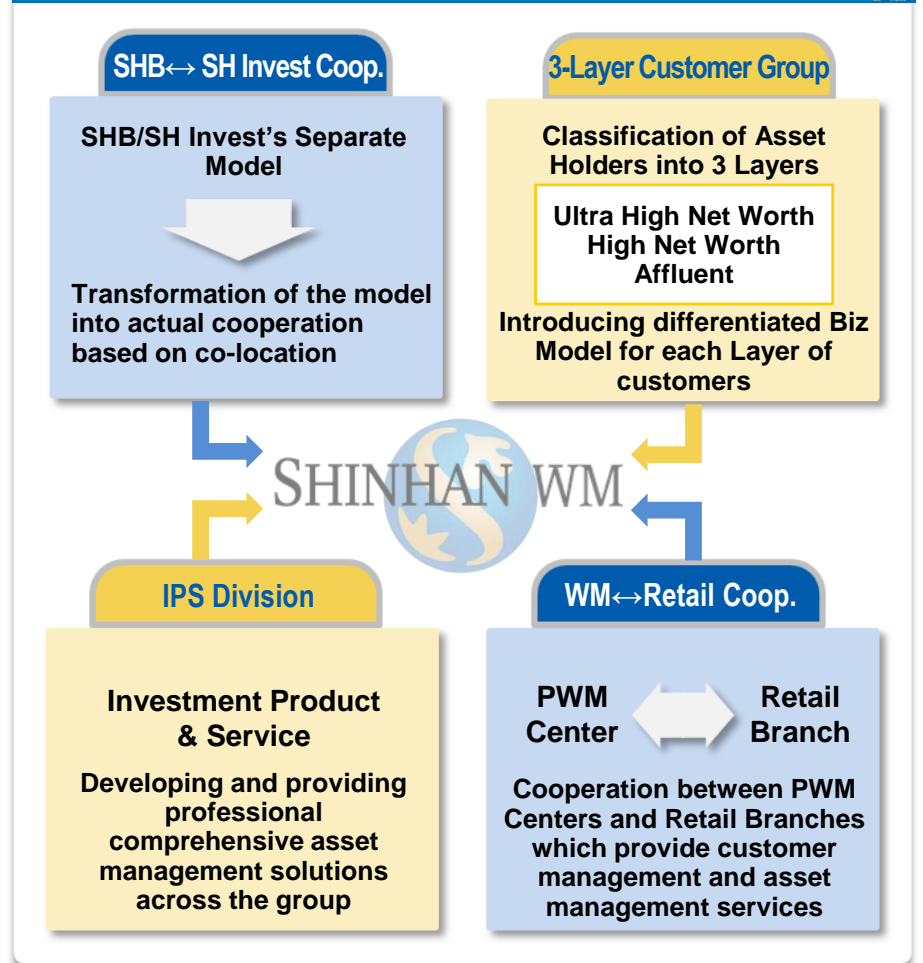 SHB↔ SH Invest Coop.
SHB/SH Invest’s Separate
Model
Transformation of the model
into actual cooperation
based on co-location
3-Layer Customer Group
Classification of Asset
Holders into 3 Layers
Ultra High Net Worth
High Net Worth
Affluent
Introducing differentiated Biz
Model for each Layer of
customers
SHINHAN WM
IPS Division
Investment Product
& Service
Developing and providing
professional
comprehensive asset
management solutions
across the group
WM↔Retail Coop.
PWM
Center
Retail
Branch
Cooperation between PWM
Centers and Retail Branches
which provide customer
management and asset
management services